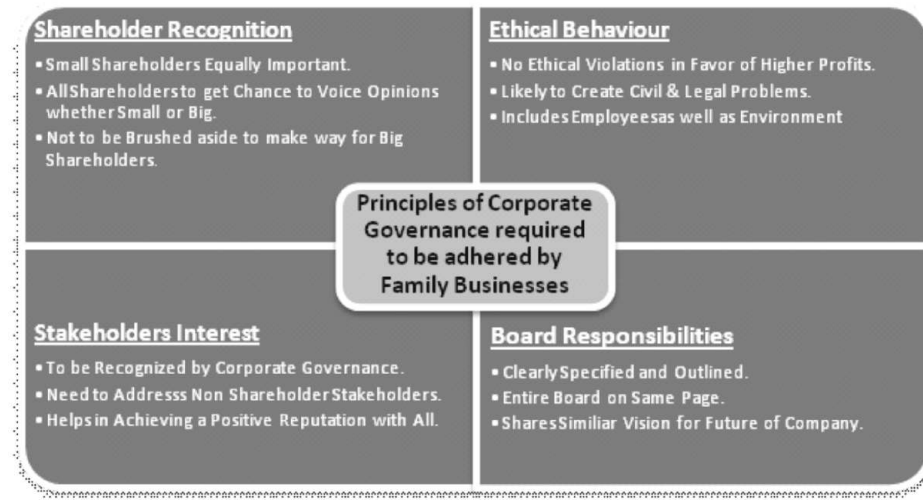 Shareholder Recognition
▪ Small Shareholders Equally Important.
▪ All Shareholders to get Chance to Voice Opinions
whether Small or Big.
▪ Not to be Brushed aside to make way for Big
Shareholders.
Ethical Behaviour
▪ No Ethical Violations in Favor of Higher Profits.
▪ Likely to Create Civil & Legal Problems.
▪ Includes Employeesas well as Environment
Principles of Corporate
Governance required
to be adhered by
Family Businesses
Stakeholders Interest
▪ To be Recognized by Corporate Governance.
▪ Need to Addresss Non Shareholder Stakeholders.
▪ Helps in Achieving a Positive Reputation with All.
Board Responsibilities
▪ Clearly Specified and Outlined.
▪ Entire Board on Same Page.
▪ Shares Similiar Vision for Future of Company.